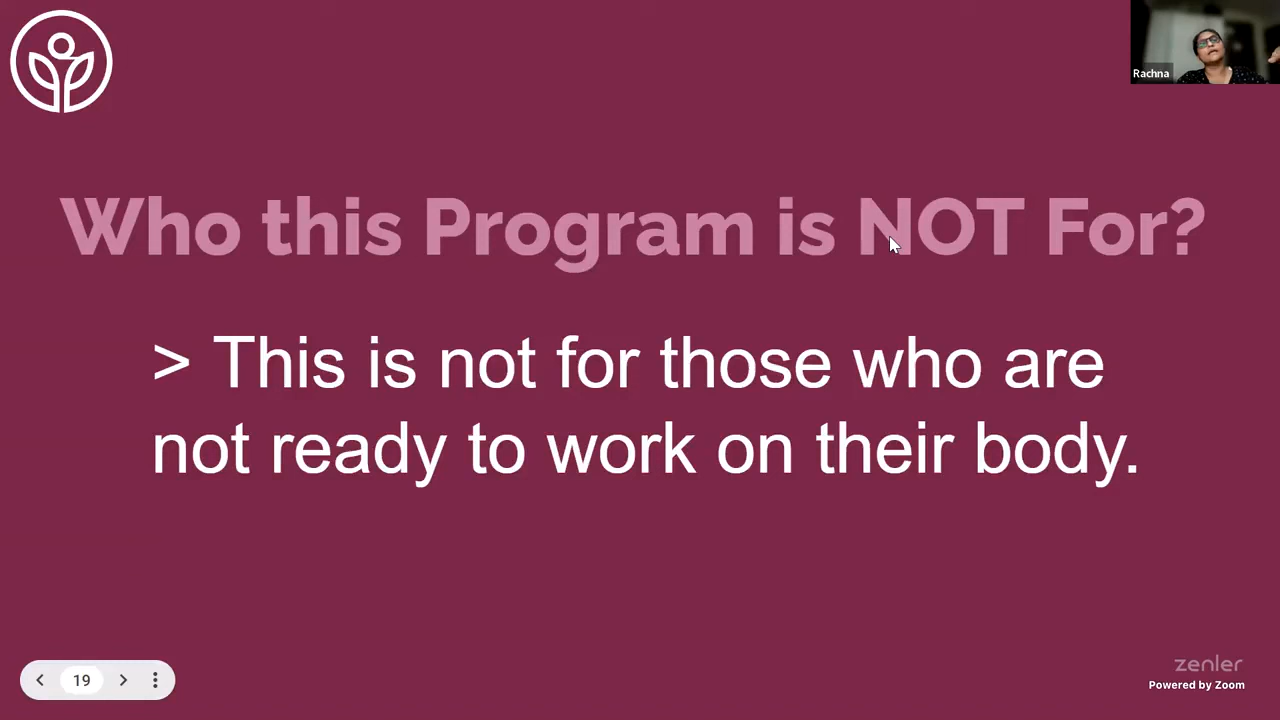 Rachna
Who this Program is NOT For?
> This is not for those who are
not ready to work on their body.
19
zenler
Powered by Zoom